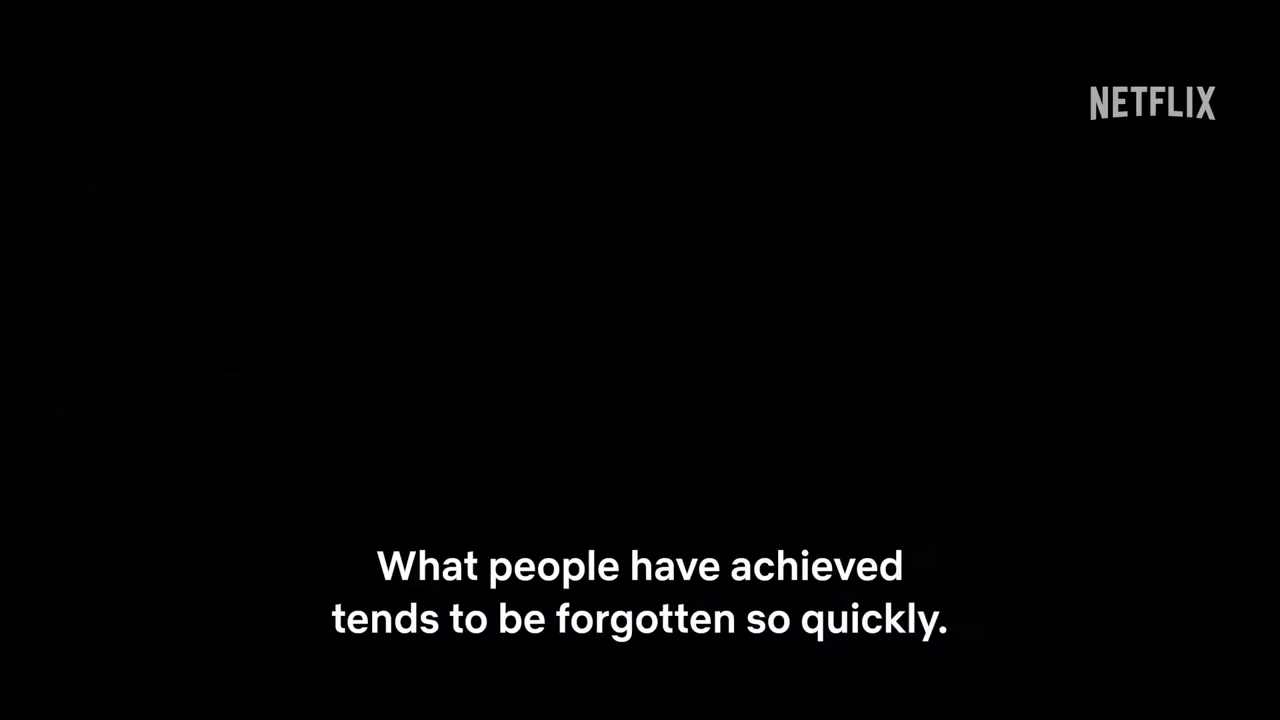 NETFLIX
What people have achieved
tends to be forgotten so quickly.